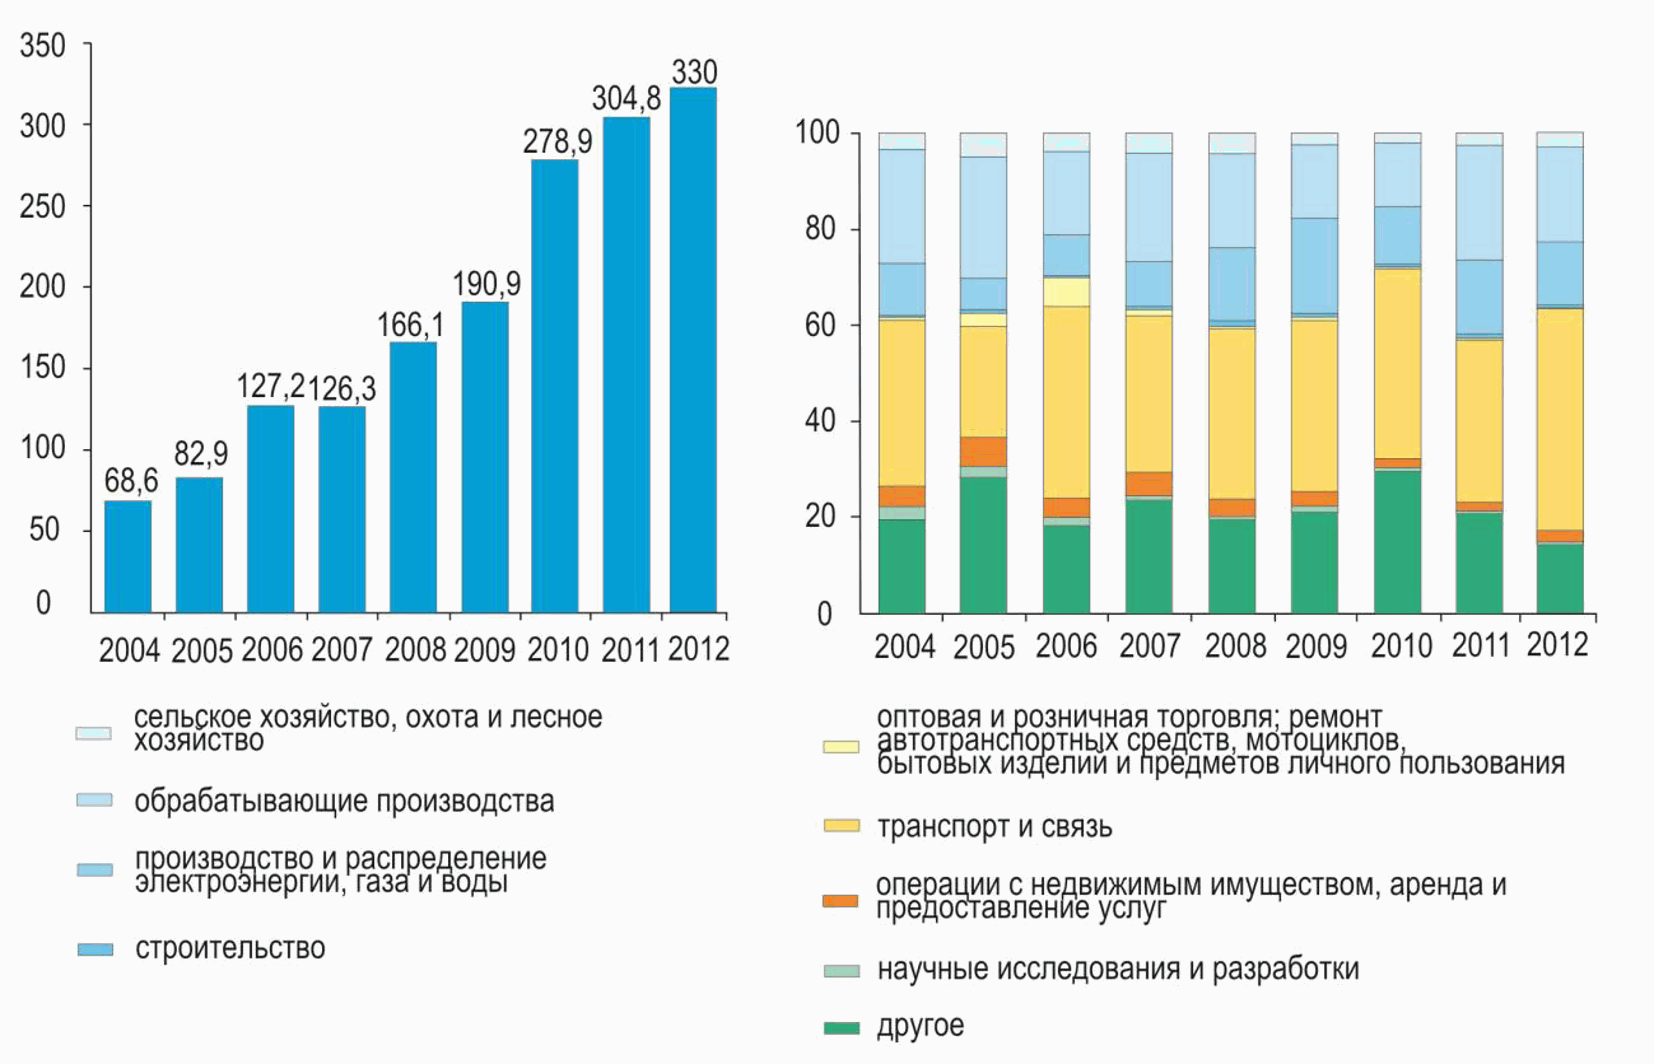 350
300
250
200
150
100
50
0
68,6
82,9
127,2
126,3
166,1
190,9
278,9
304,8
330
2004 2005 2006 2007 2008 2009 2010 2011 2012
100
80
60
40
20
0
2004 2005 2006 2007 2008 2009 2010 2011 2012
сельское хозяйство, охота и лесное
хозяйство
обрабатывающие производства
производство и распределение
электроэнергии, газа и воды
строительство
оптовая и розничная торговля; ремонт
автотранспортных средств, мотоциклов,
бытовых изделий и предметов личного пользования
транспорт и связь
операции с недвижимым имуществом, аренда и
предоставление услуг
научные исследования и разработки
другое